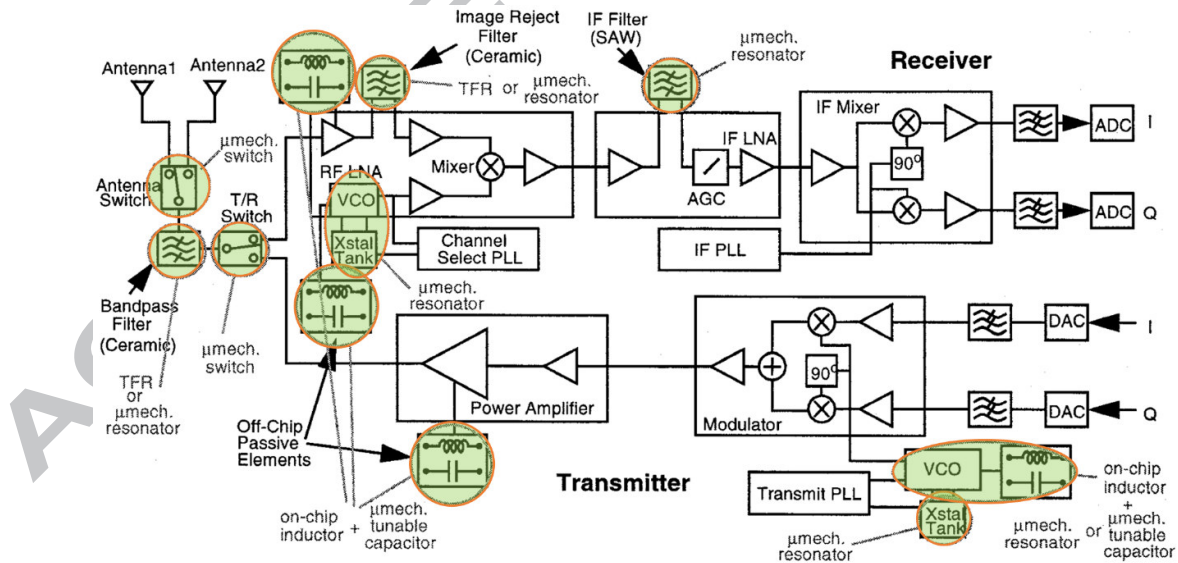 Image Reject
Filter
(Ceramic)
IF Filter
(SAW)
μmech.
resonator
Receiver
Antenna1
Antenna2
TFR or μmech.
resonator
IF Mixer
μmech.
switch
Antenna
Switch
T/R
Switch
RF LNA
Mixer
IF LNA
AGC
90°
ADC
I
ADC
Q
VCO
Xstal
Tank
Channel
Select PLL
IF PLL
μmech.
resonator
Bandpass
Filter
(Ceramic)
μmech.
switch
TFR
or
μmech.
resonator
Off-Chip
Passive
Elements
Power Amplifier
Modulator
90°
DAC
I
DAC
Q
Transmitter
on-chip
inductor
+
μmech.
tunable
capacitor
Transmit PLL
VCO
Xstal
Tank
μmech.
resonator
μmech.
resonator
or
on-chip
inductor
+
μmech.
tunable
capacitor